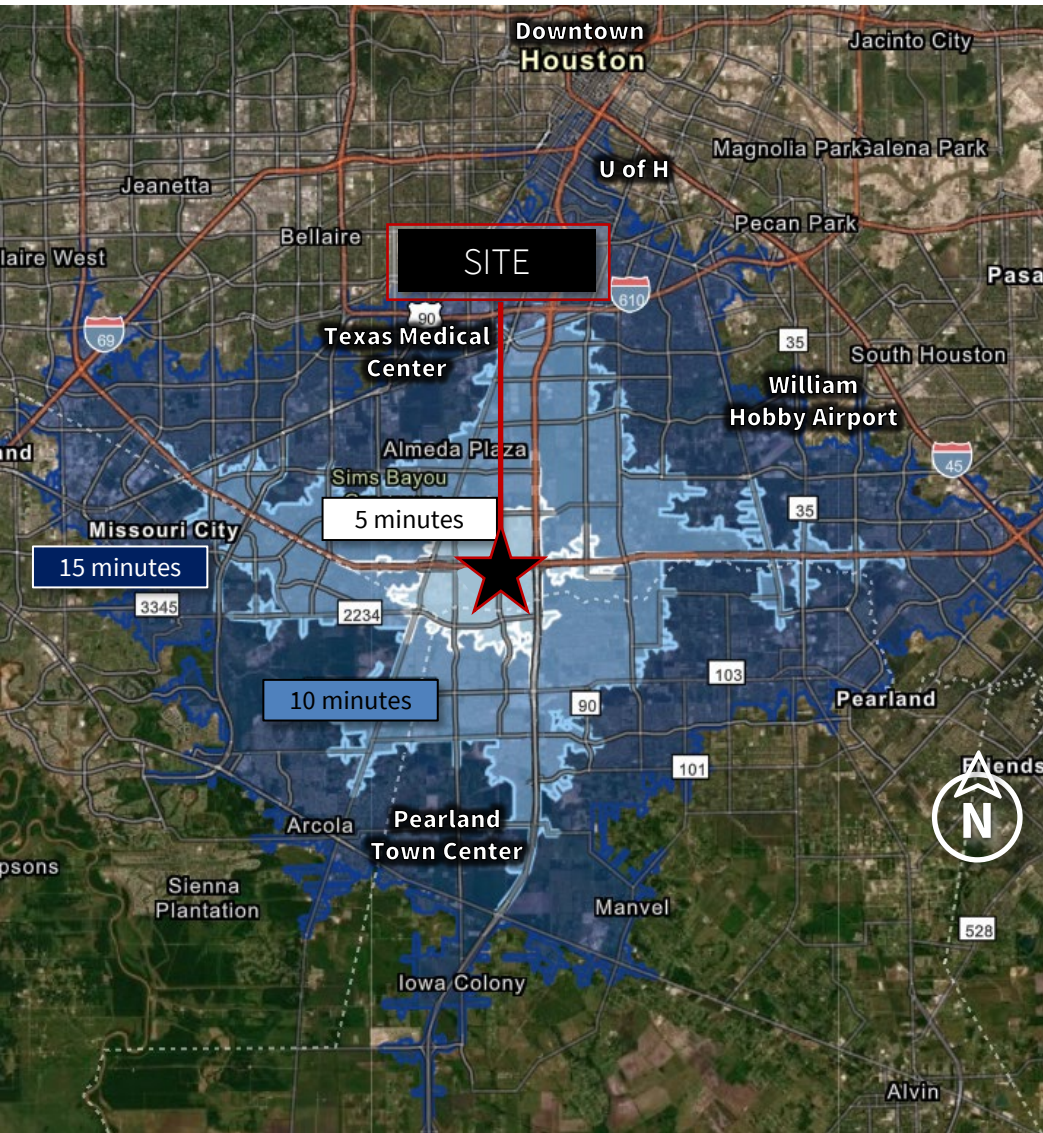 Downtown
Houston
Jacinto City
Magnolia Park
Galena Park
U of H
Jeanetta
Pecan Park
Bellaire
laire West
SITE
Pasa
610
90
69
Texas Medical
Center
35
South Houston
William
Hobby Airport
and
Almeda Plaza
45
Sims Bayou
5 minutes
35
Missouri City
15 minutes
3345
2234
103
10 minutes
90
Pearland
101
Friends
N
Pearland
Town Center
Arcola
psons
Sienna
Plantation
Manvel
528
Iowa Colony
Alvin